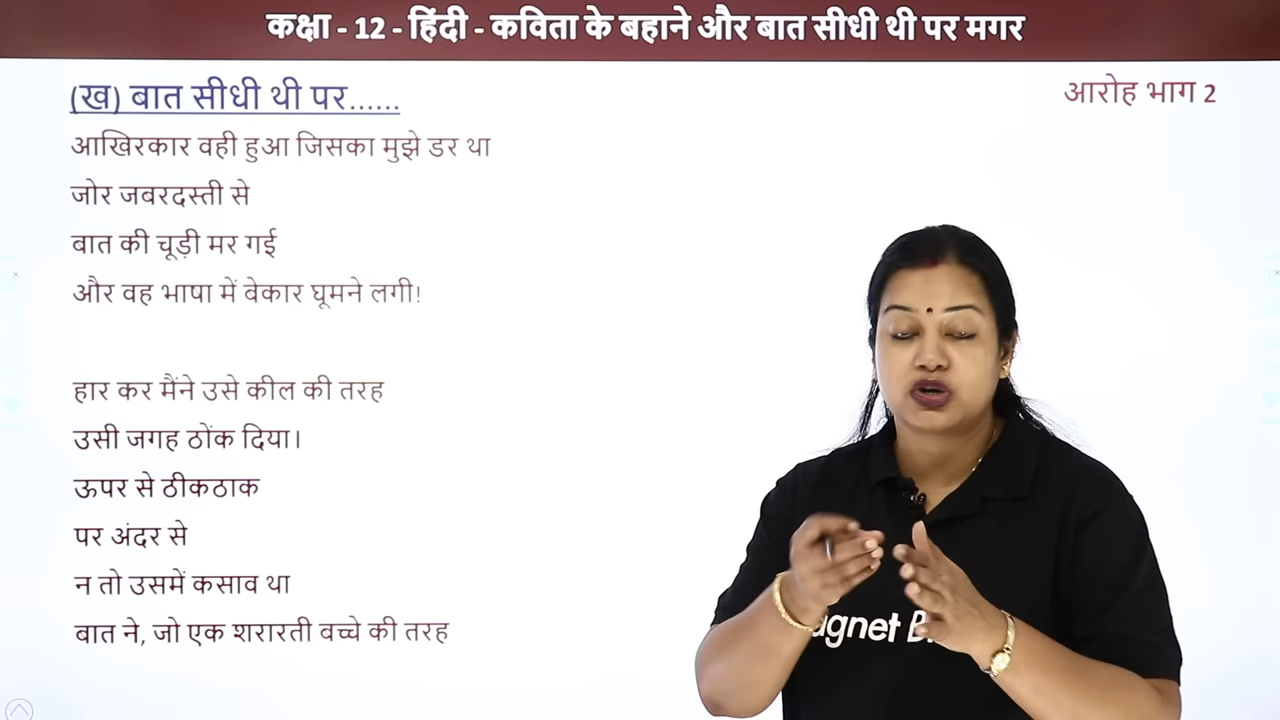 कक्षा - 12 - हिंदी - कविता के बहाने और बात सीधी थी पर मगर
(ख) बात सीधी थी पर......
आरोह भाग 2
आखिरकार वही हुआ जिसका मुझे डर था
जोर जबरदस्ती से
बात की चूड़ी मर गई
और वह भाषा में बेकार घूमने लगी!
हार कर मैंने उसे कील की तरह
उसी जगह ठोंक दिया।
ऊपर से ठीकठाक
पर अंदर से
न तो उसमें कसाव था
बात ने, जो एक शरारती बच्चे की तरह